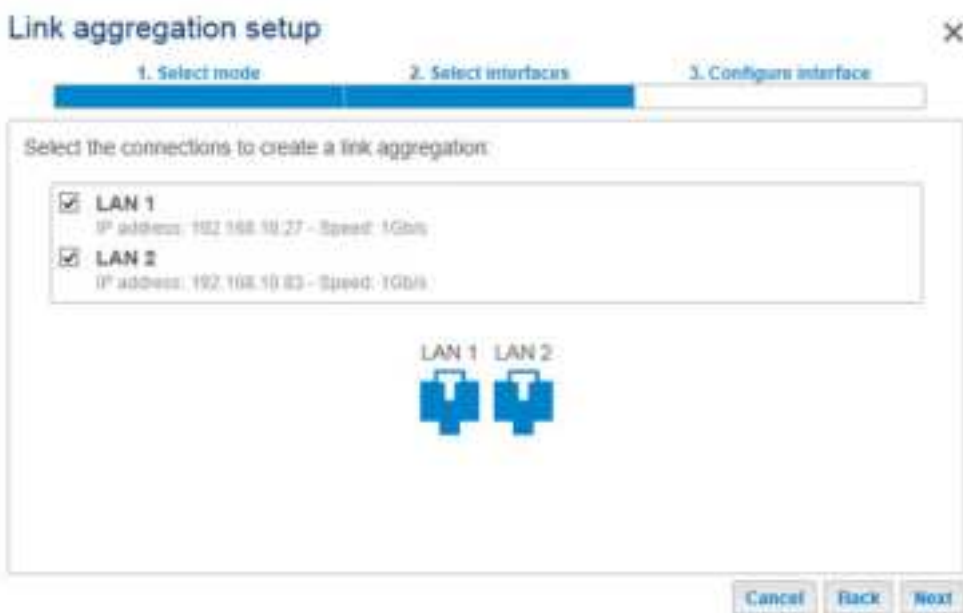 Link aggregation setup
1. Select mode
2. Select interfaces
3. Configure interface
Select the connections to create a link aggregation:
LAN 1
IP address: 192.168.10.27 - Speed: 1Gb/s
LAN 2
IP address: 192.168.10.83 - Speed: 1Gb/s
LAN 1 LAN 2
Cancel Back Next